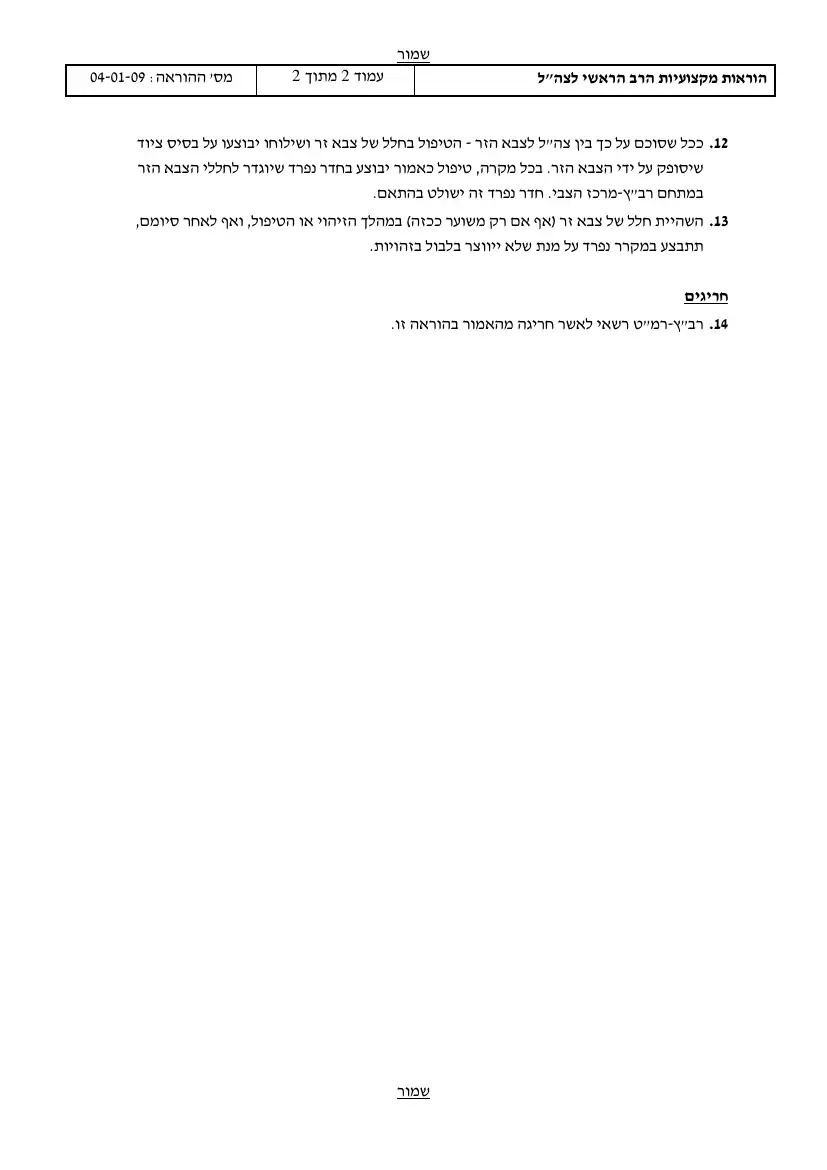 שמור
הוראות מקצועיות הרב הראשי לצה״ל עמוד 2 מתוך 2 מס׳ ההוראה: 04-01-09
12. ככל שסוכם על כך בין צה״ל לצבא הזר - הטיפול בחלל של צבא זר ושילוחו יבוצעו על בסיס ציוד
שיסופק על ידי הצבא הזר. בכל מקרה, טיפול כאמור יבוצע בחדר נפרד שיוגדר לחללי הצבא הזר
במתחם רב״ץ-מרכז הצבי. חדר נפרד זה ישולט בהתאם.
13. השהיית חלל של צבא זר (אף אם רק משוער ככזה) במהלך הזיהוי או הטיפול, ואף לאחר סיומם,
תתבצע במקרר נפרד על מנת שלא ייווצר בלבול בזהויות.
חריגים
14. רב״ץ-רמ״ט רשאי לאשר חריגה מהאמור בהוראה זו.
שמור